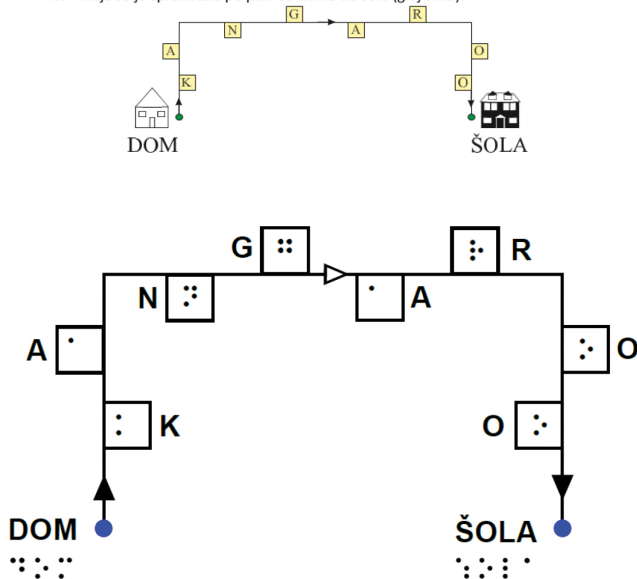 G R
N A
A O
K O
DOM ŠOLA
G ⠛ ⠗ R
N ⠝ ⠁ A
A ⠁ ⠕ O
⠅ K O ⠕
DOM ŠOLA
⠙⠕⠍ ⠱⠕⠇⠁